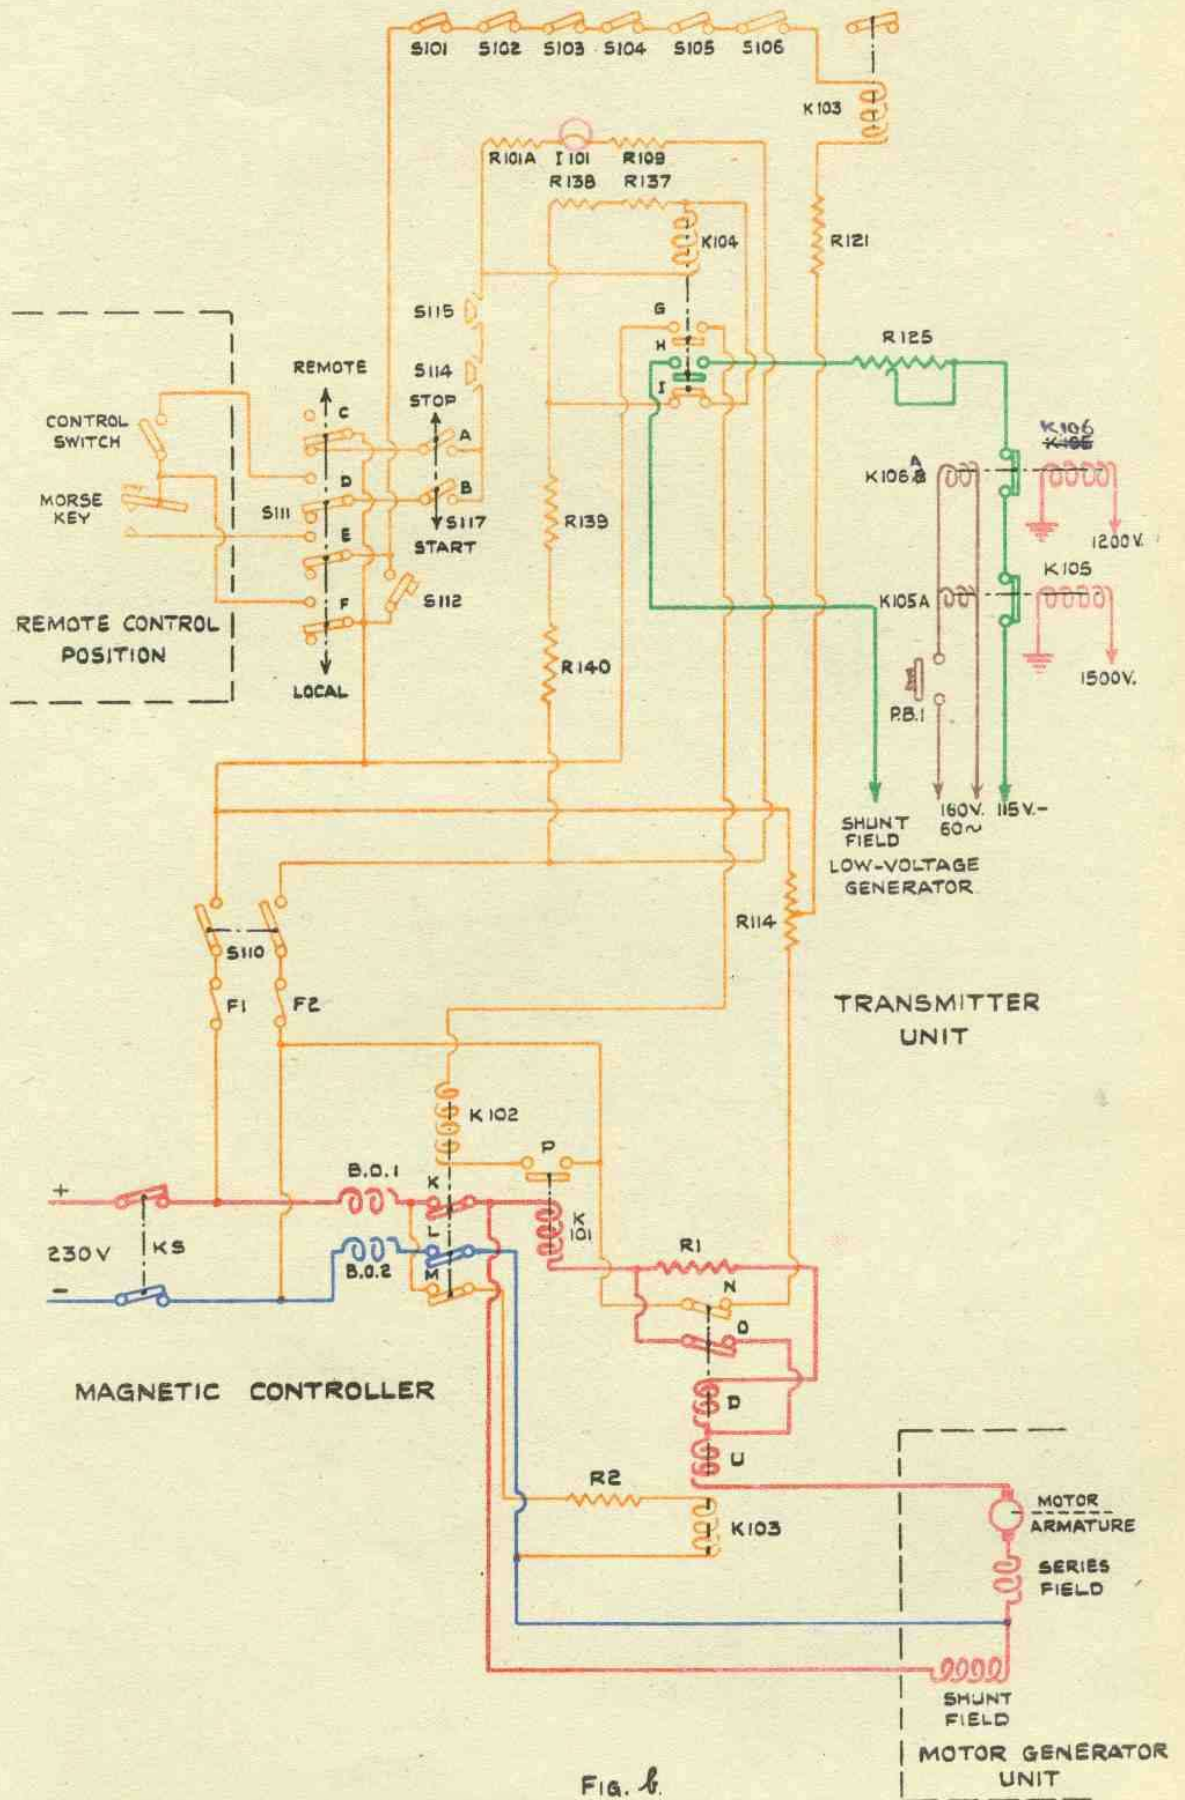 S101 S102 S103 S104 S105 S106
K103
R101A I101 R109
R138 R137
K104
R121
S115
G
H
I
R125
REMOTE
S114
STOP
C
A
CONTROL
SWITCH
K106
K105
K106 B
A
D
B
MORSE
KEY
S111
S117
E
START
R139
1200V.
F
S112
K105
K105A
REMOTE CONTROL
POSITION
R140
LOCAL
1500V.
P.B.1
SHUNT
FIELD
160V.
60~
115V.-
LOW-VOLTAGE
GENERATOR
R114
S110
F1
F2
TRANSMITTER
UNIT
K102
P
B.O.1
K
+
K
101
230V
KS
L
R1
B.O.2
M
-
N
O
MAGNETIC CONTROLLER
D
U
R2
K103
MOTOR
ARMATURE
SERIES
FIELD
SHUNT
FIELD
MOTOR GENERATOR
UNIT
FIG. b.